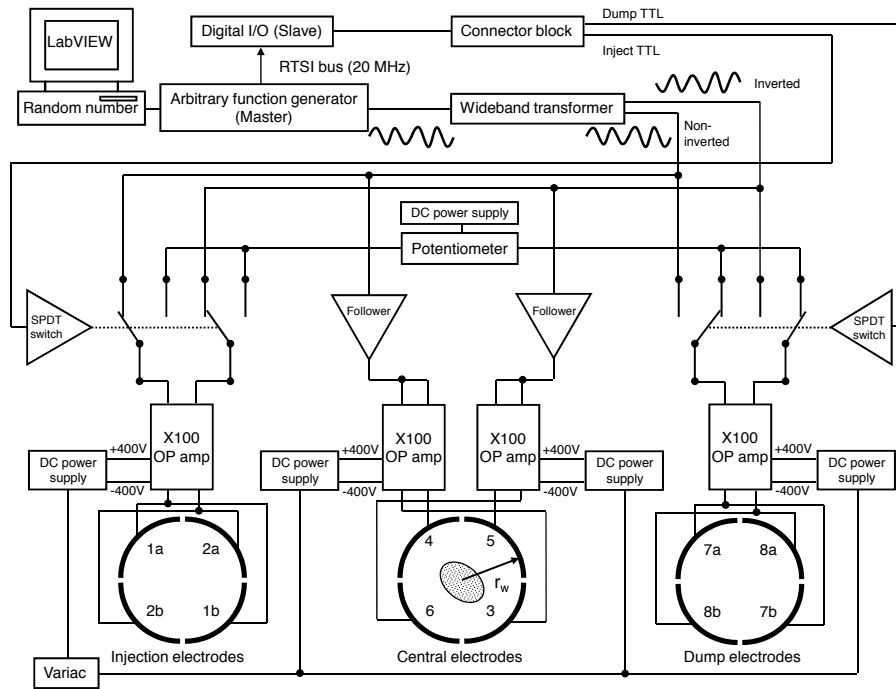 Dump TTL
LabVIEW
Digital I/O (Slave)
Connector block
Inject TTL
RTSI bus (20 MHz)
Inverted
Random number
Arbitrary function generator
(Master)
Wideband transformer
Non-
inverted
DC power supply
Potentiometer
SPDT
switch
Follower
Follower
SPDT
switch
X100
OP amp
X100
OP amp
X100
OP amp
X100
OP amp
DC power
supply
+400V
-400V
DC power
supply
+400V
-400V
+400V
-400V
DC power
supply
+400V
-400V
DC power
supply
1a
2a
2b
1b
4
5
6
3
rw
7a
8a
8b
7b
Injection electrodes
Central electrodes
Dump electrodes
Variac